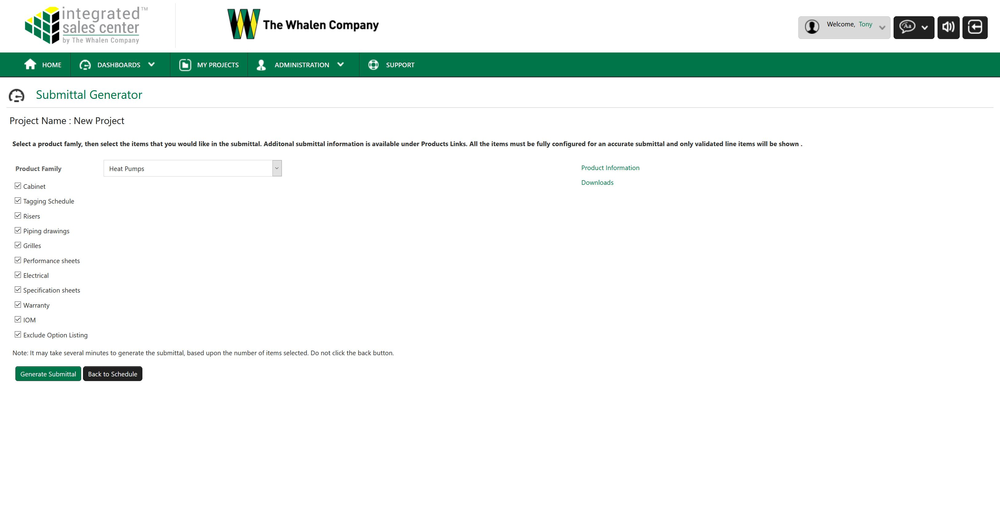 integrated™
sales center
by The Whalen Company
The Whalen Company
Welcome, Tony
Aa
HOME
DASHBOARDS
MY PROJECTS
ADMINISTRATION
SUPPORT
Submittal Generator
Project Name : New Project
Select a product famly, then select the items that you would like in the submittal. Additonal submittal information is available under Products Links. All the items must be fully configured for an accurate submittal and only validated line items will be shown .
Product Family
Heat Pumps
Product Information
Downloads
Cabinet
Tagging Schedule
Risers
Piping drawings
Grilles
Performance sheets
Electrical
Specification sheets
Warranty
IOM
Exclude Option Listing
Note: It may take several minutes to generate the submittal, based upon the number of items selected. Do not click the back button.
Generate Submittal
Back to Schedule